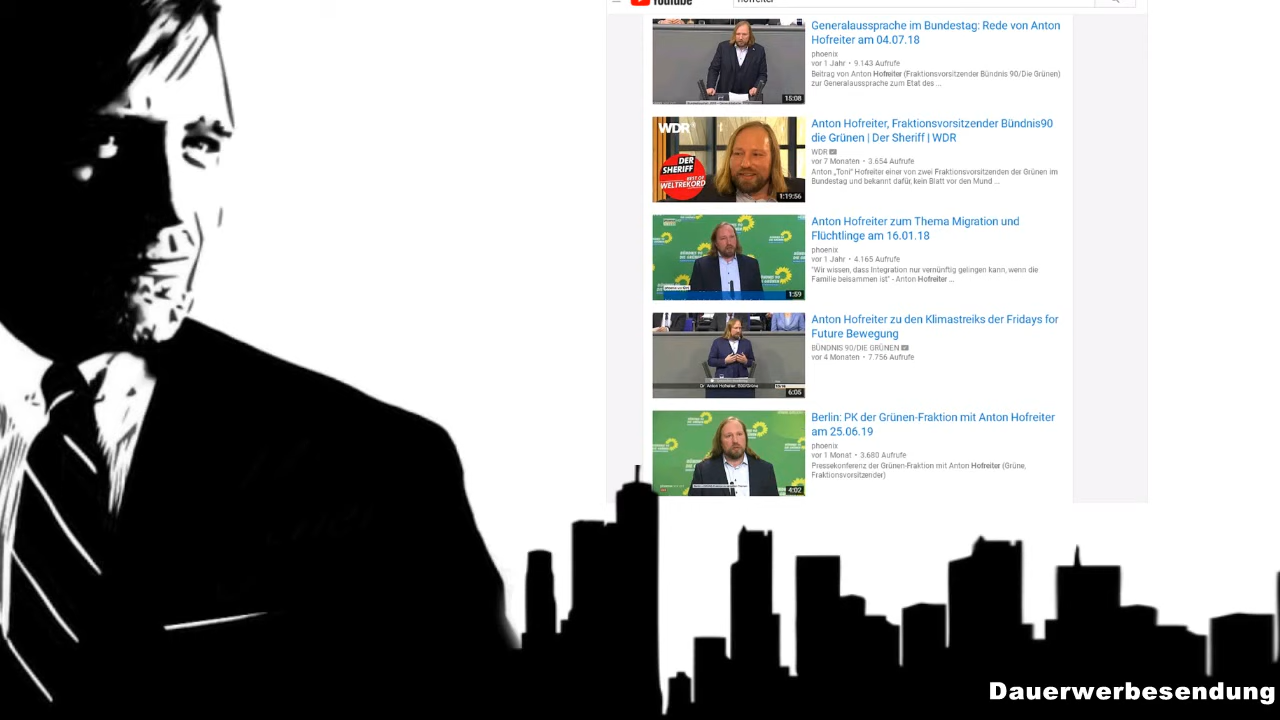 YouTube
hofreiter
Generalaussprache im Bundestag: Rede von Anton
Hofreiter am 04.07.18
phoenix
vor 1 Jahr • 9.143 Aufrufe
Beitrag von Anton Hofreiter (Fraktionsvorsitzender Bündnis 90/Die Grünen)
zur Generalaussprache zum Etat des ...
15:08
WDR
DER
SHERIFF
BEST OF
WELTREKORD
1:19:56
Anton Hofreiter, Fraktionsvorsitzender Bündnis90
die Grünen | Der Sheriff | WDR
WDR
vor 7 Monaten • 3.654 Aufrufe
Anton „Toni" Hofreiter einer von zwei Fraktionsvorsitzenden der Grünen im
Bundestag und bekannt dafür, kein Blatt vor den Mund ...
1:59
Anton Hofreiter zum Thema Migration und
Flüchtlinge am 16.01.18
phoenix
vor 1 Jahr • 4.165 Aufrufe
"Wir wissen, dass Integration nur vernünftig gelingen kann, wenn die
Familie beisammen ist" - Anton Hofreiter ...
Dr. Anton Hofreiter
6:05
Anton Hofreiter zu den Klimastreiks der Fridays for
Future Bewegung
BÜNDNIS 90/DIE GRÜNEN
vor 4 Monaten • 7.756 Aufrufe
4:02
Berlin: PK der Grünen-Fraktion mit Anton Hofreiter
am 25.06.19
phoenix
vor 1 Monat • 3.680 Aufrufe
Pressekonferenz der Grünen-Fraktion mit Anton Hofreiter (Grüne,
Fraktionsvorsitzender)
Dauerwerbesendung